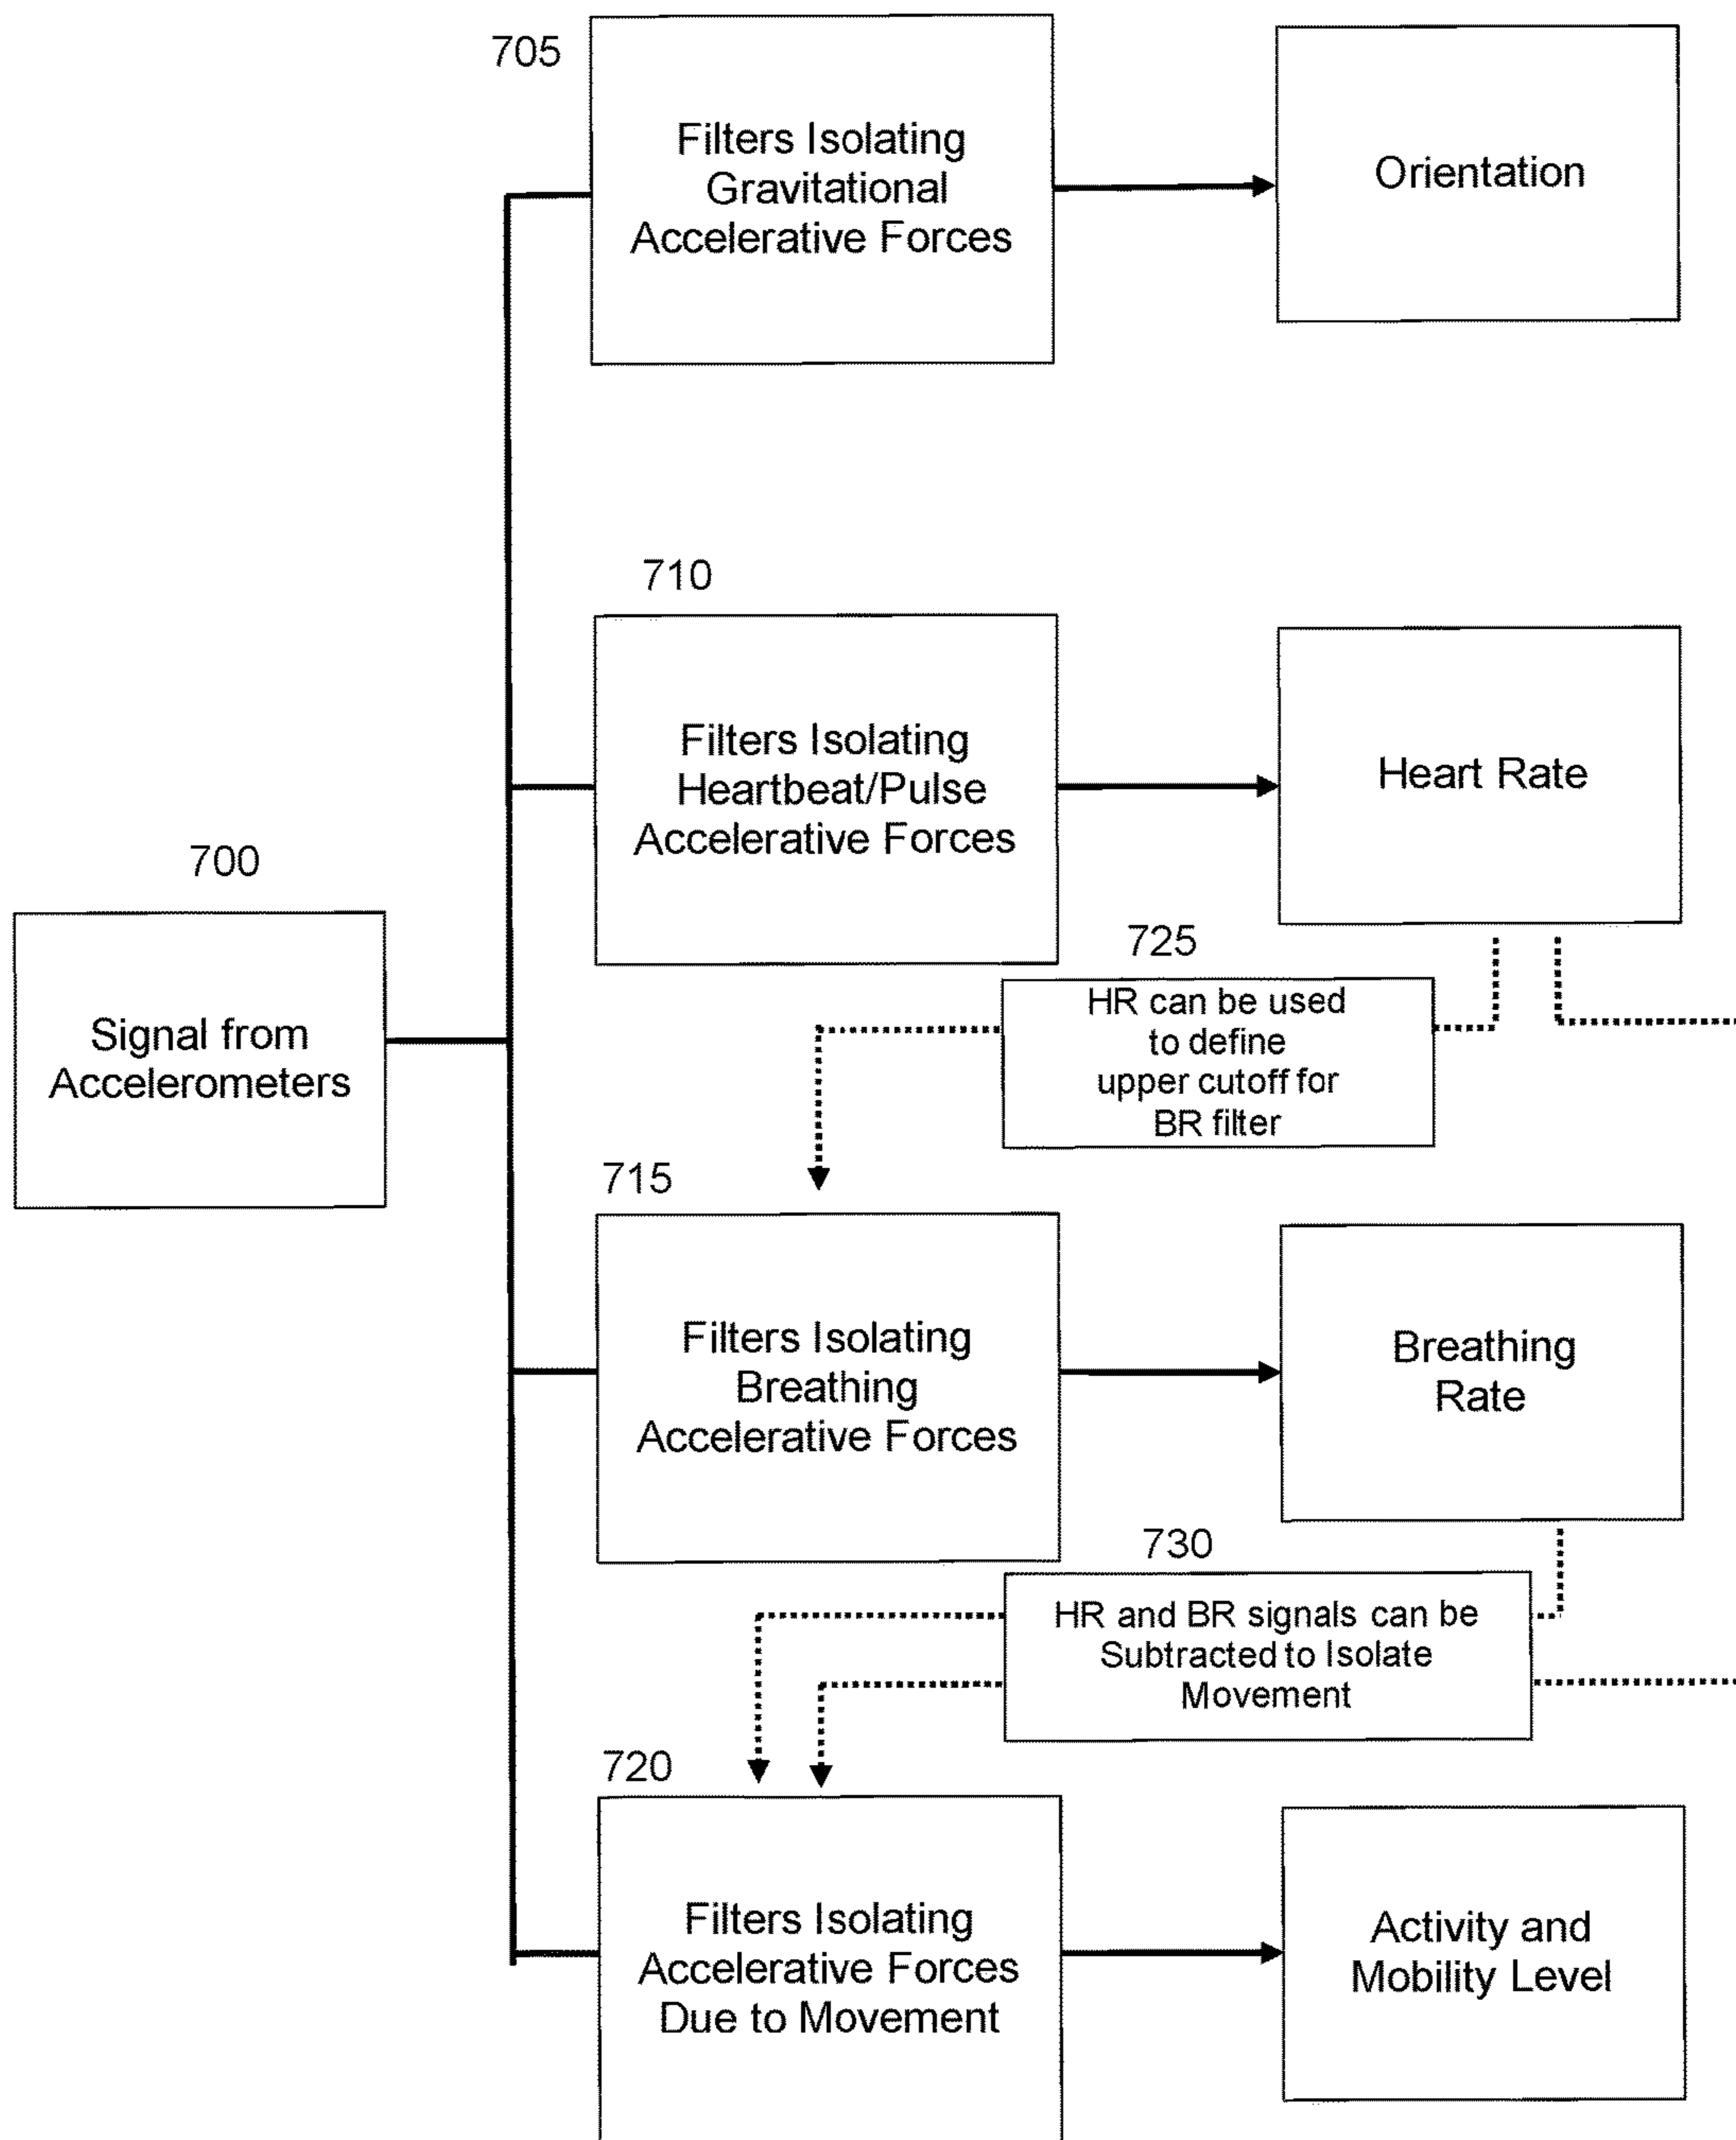 705
Filters Isolating
Gravitational
Accelerative Forces
Orientation
710
Filters Isolating
Heartbeat/Pulse
Accelerative Forces
Heart Rate
700
Signal from
Accelerometers
725
HR can be used
to define
upper cutoff for
BR filter
715
Filters Isolating
Breathing
Accelerative Forces
Breathing
Rate
730
HR and BR signals can be
Subtracted to Isolate
Movement
720
Filters Isolating
Accelerative Forces
Due to Movement
Activity and
Mobility Level